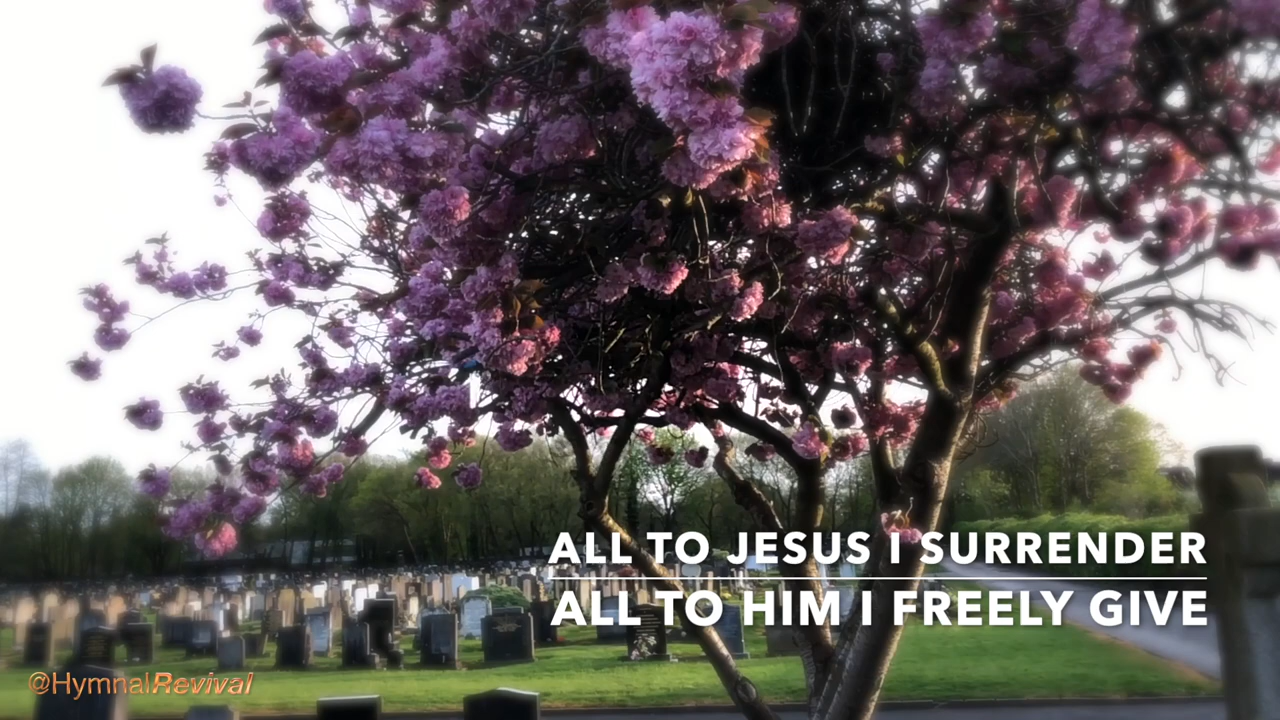 ALL TO JESUS I SURRENDER
ALL TO HIM I FREELY GIVE
@HymnalRevival